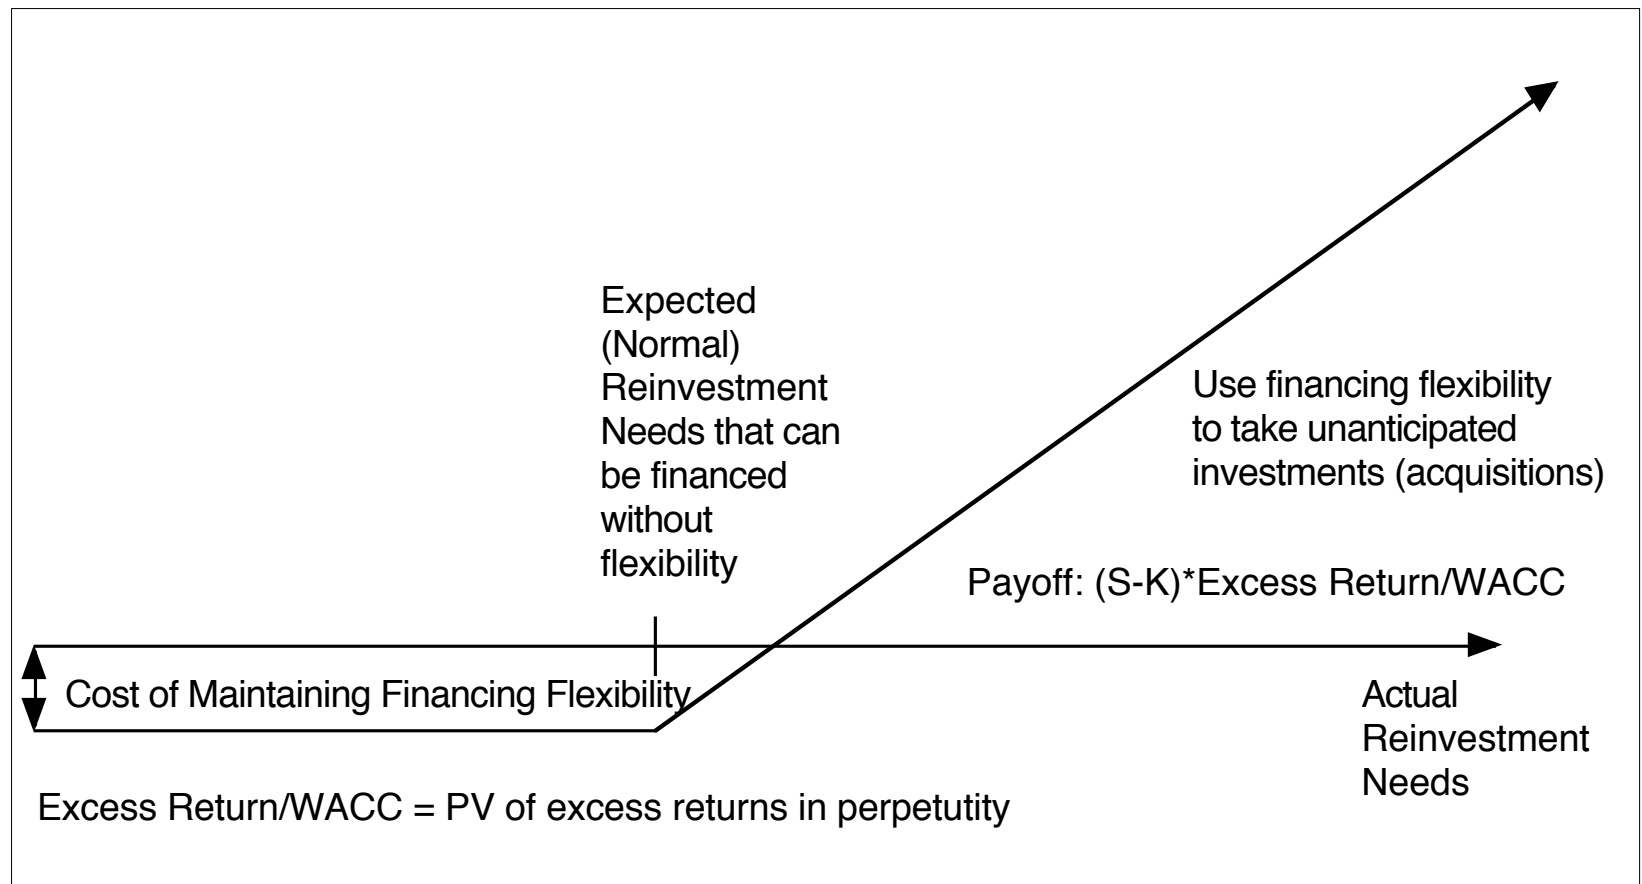 Expected
(Normal)
Reinvestment
Needs that can
be financed
without
flexibility
Use financing flexibility
to take unanticipated
investments (acquisitions)
Payoff: (S-K)*Excess Return/WACC
Cost of Maintaining Financing Flexibility
Actual
Reinvestment
Needs
Excess Return/WACC = PV of excess returns in perpetutity